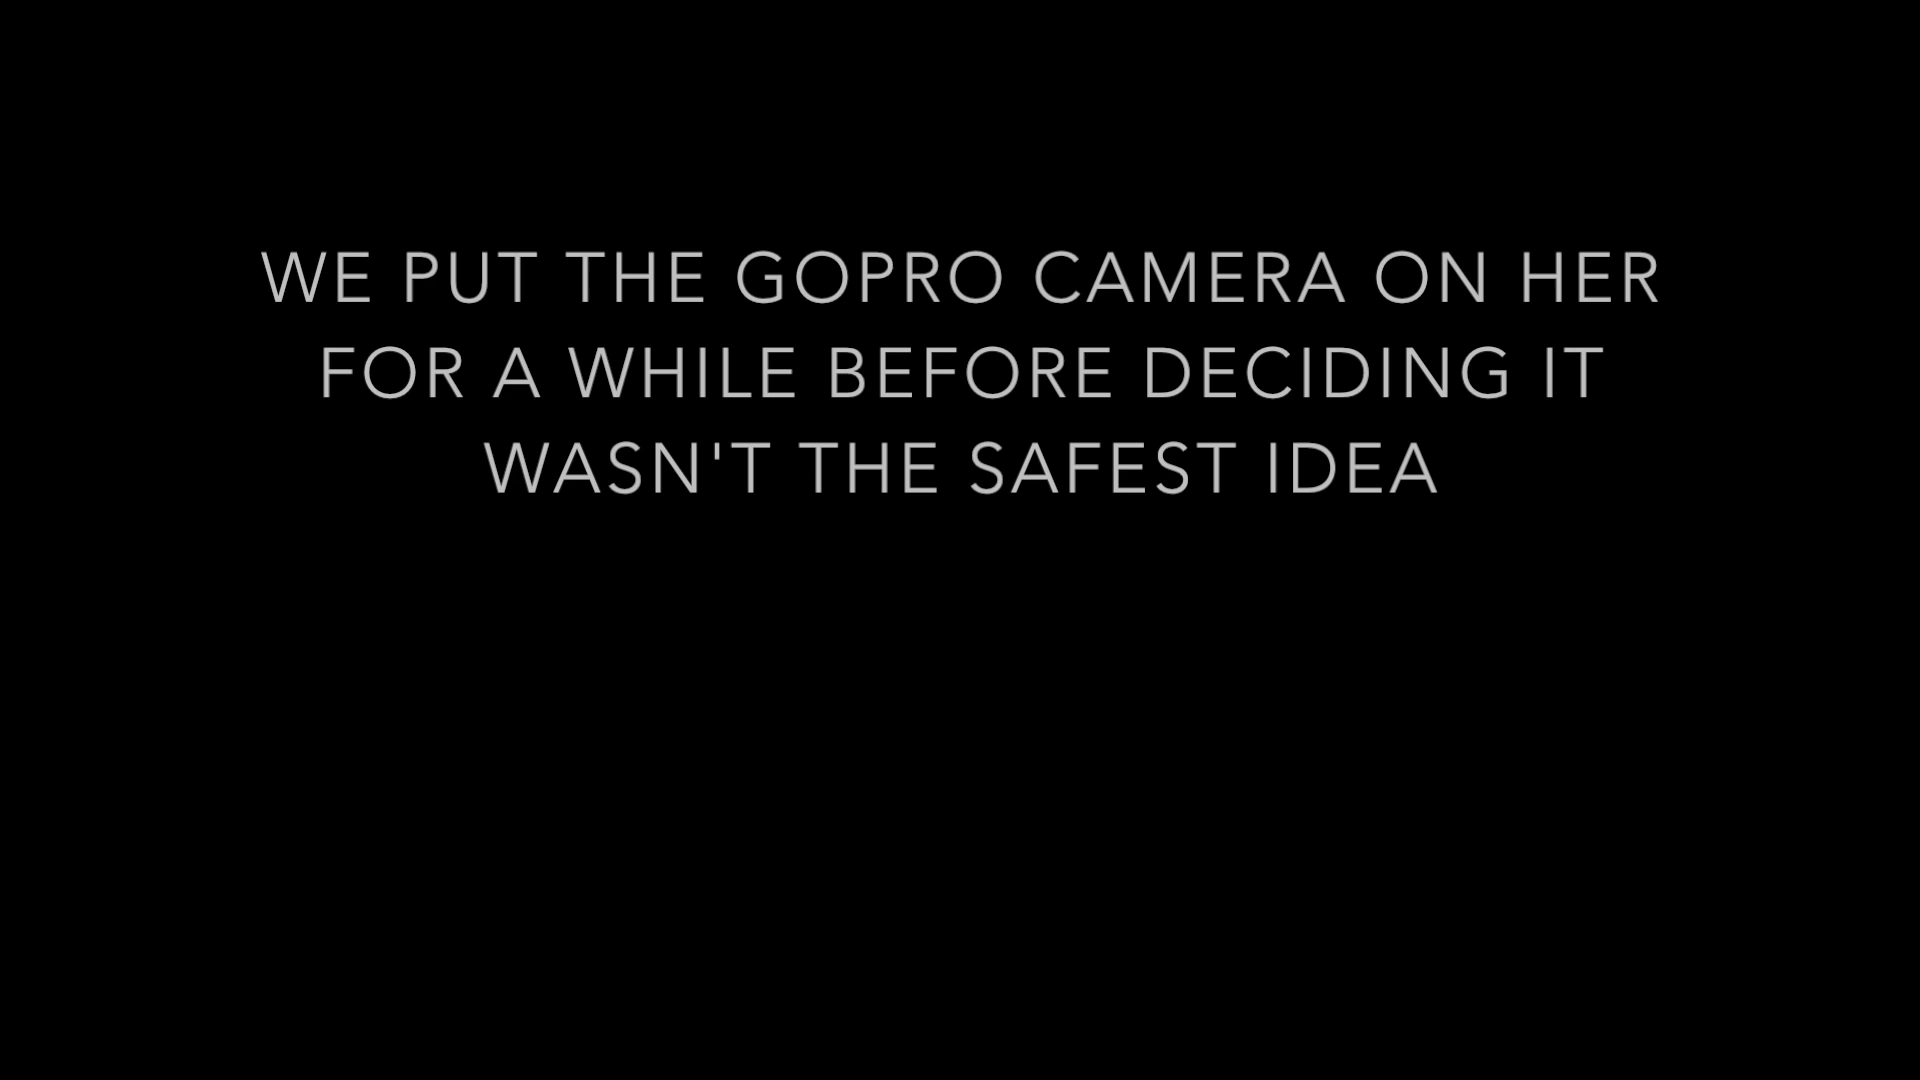 WE PUT THE GOPRO CAMERA ON HER
FOR A WHILE BEFORE DECIDING IT
WASN'T THE SAFEST IDEA